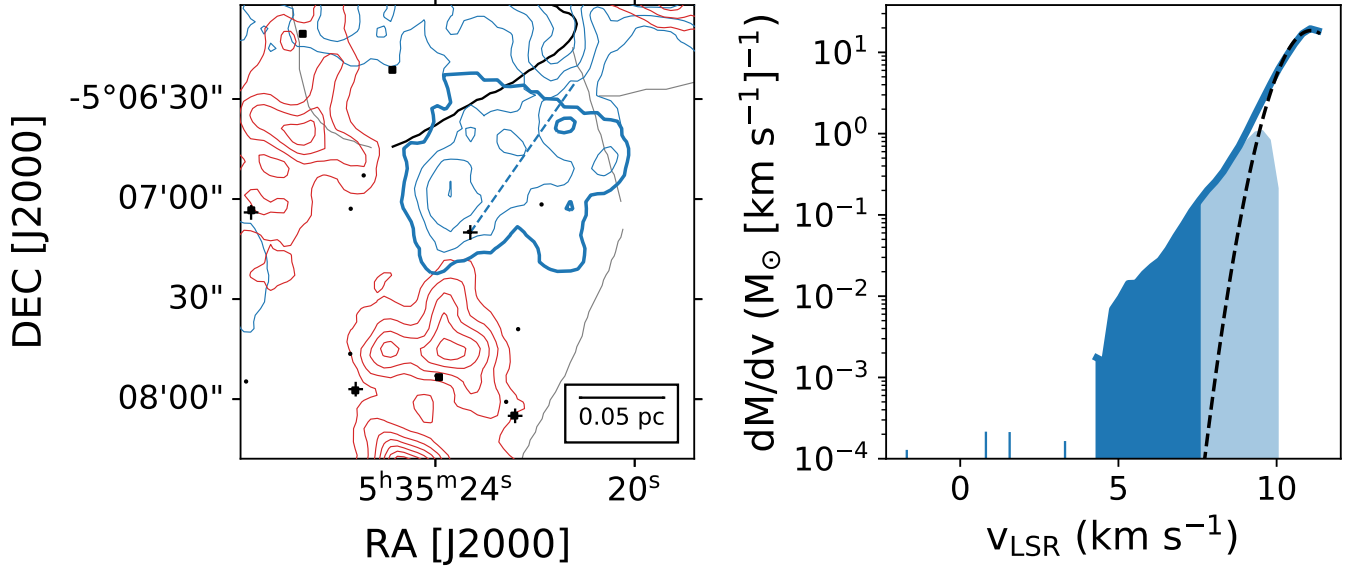 -5°06'30"
07'00"
30"
08'00"
DEC [J2000]
0.05 pc
5ʰ35ᵐ24ˢ
20ˢ
RA [J2000]
dM/dv (M☉ [km s⁻¹]⁻¹)
10¹
10⁰
10⁻¹
10⁻²
10⁻³
10⁻⁴
0
5
10
v_LSR (km s⁻¹)